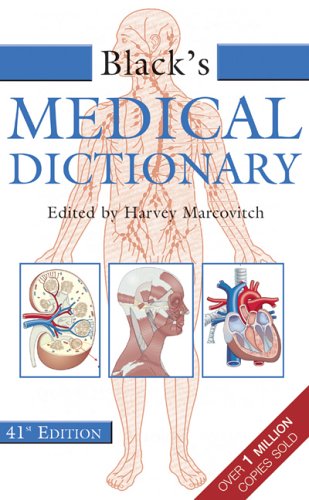 Black's
MEDICAL
DICTIONARY
Edited by Harvey Marcovitch
41st EDITION
OVER 1 MILLION
COPIES SOLD